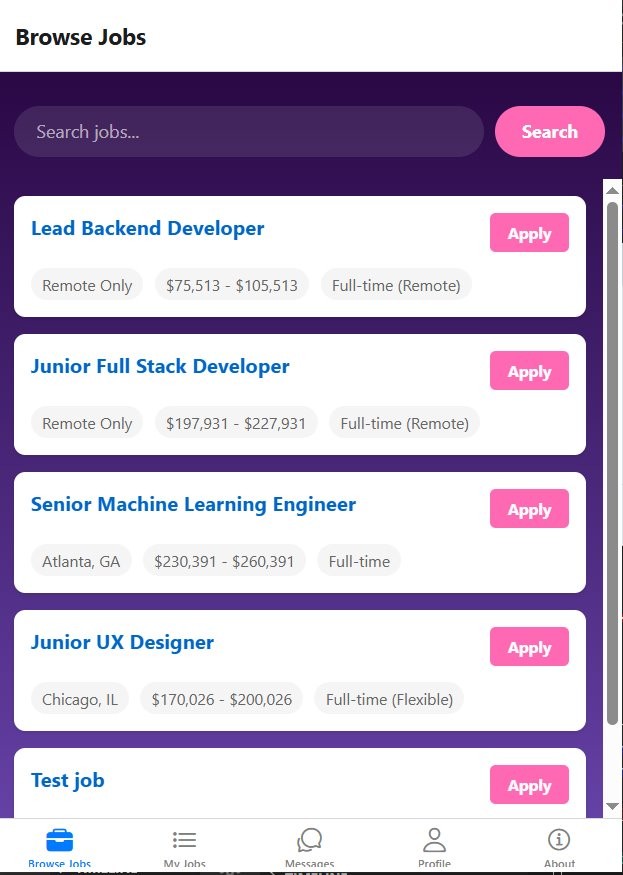 Browse Jobs
Search jobs...
Search
Lead Backend Developer
Apply
Remote Only
$75,513 - $105,513
Full-time (Remote)
Junior Full Stack Developer
Apply
Remote Only
$197,931 - $227,931
Full-time (Remote)
Senior Machine Learning Engineer
Apply
Atlanta, GA
$230,391 - $260,391
Full-time
Junior UX Designer
Apply
Chicago, IL
$170,026 - $200,026
Full-time (Flexible)
Test job
Apply
Browse Jobs
My Jobs
Messages
Profile
About